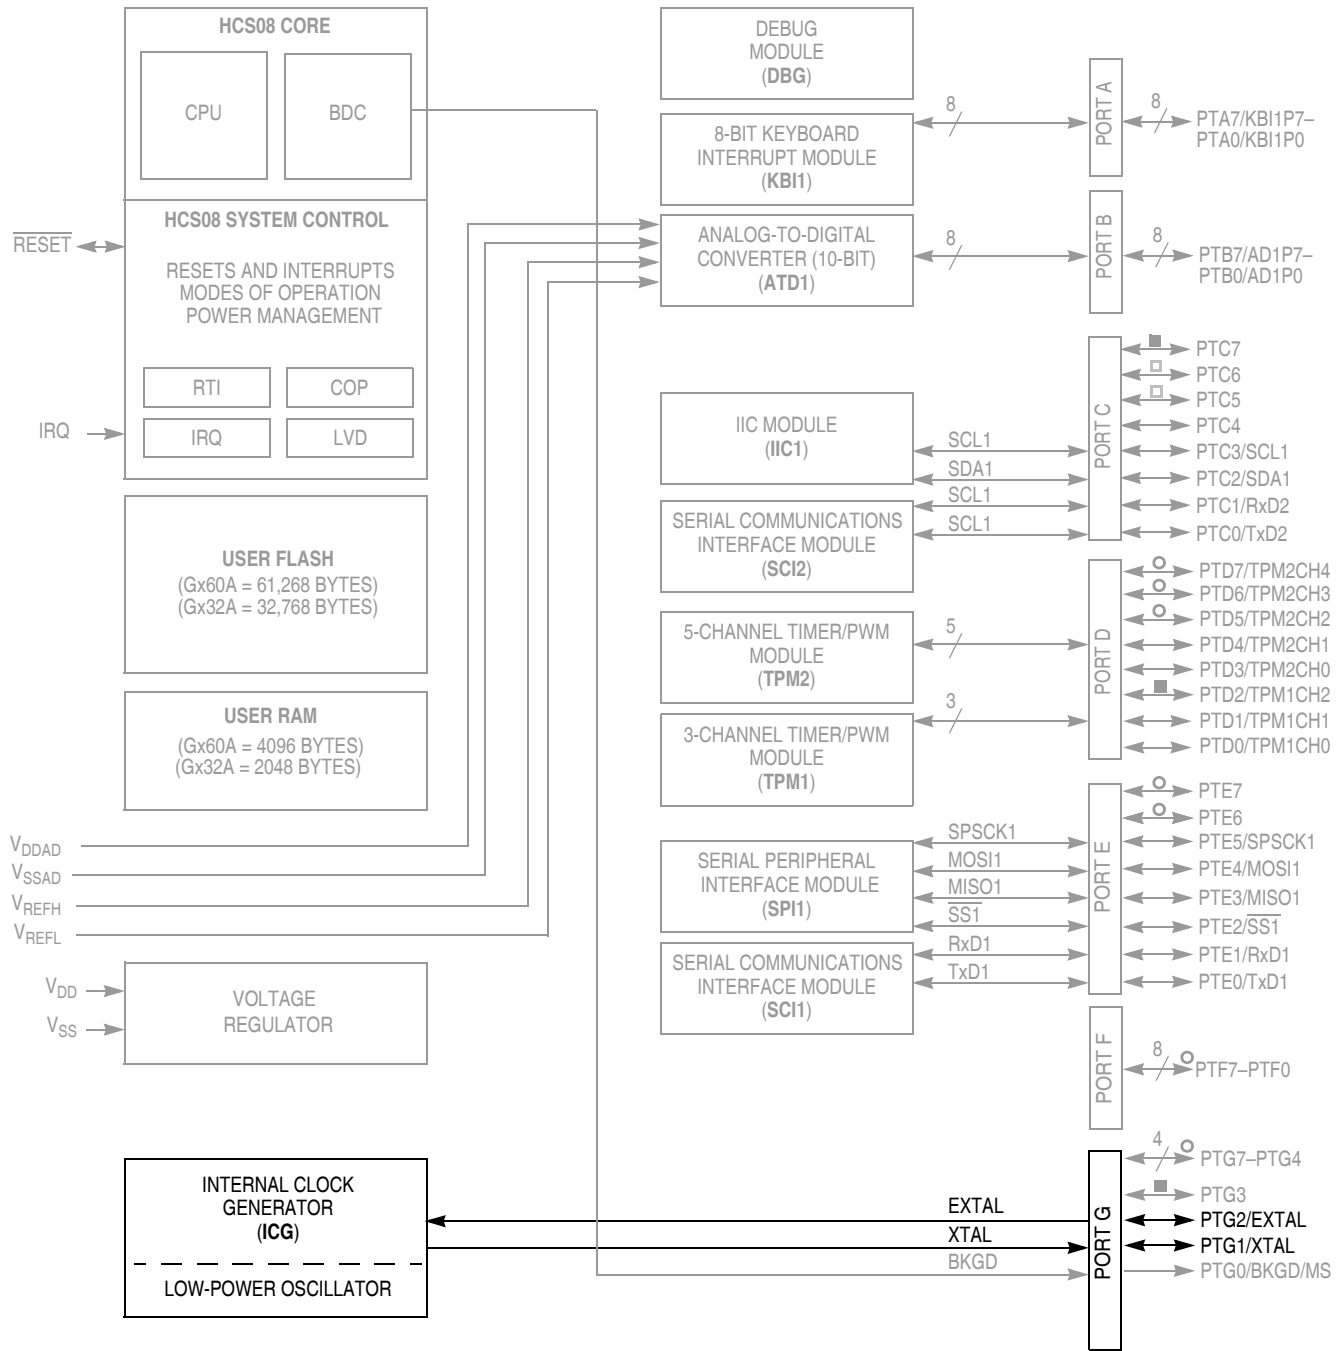 HCS08 CORE
CPU
BDC
HCS08 SYSTEM CONTROL
RESETS AND INTERRUPTS
MODES OF OPERATION
POWER MANAGEMENT
RTI
COP
IRQ
LVD
RESET
IRQ
USER FLASH
(Gx60A = 61,268 BYTES)
(Gx32A = 32,768 BYTES)
USER RAM
(Gx60A = 4096 BYTES)
(Gx32A = 2048 BYTES)
VDDAD
VSSAD
VREFH
VREFL
VDD
VSS
VOLTAGE
REGULATOR
INTERNAL CLOCK
GENERATOR
(ICG)
LOW-POWER OSCILLATOR
DEBUG
MODULE
(DBG)
8-BIT KEYBOARD
INTERRUPT MODULE
(KBI1)
8
PORT A
8
PTA7/KBI1P7–
PTA0/KBI1P0
ANALOG-TO-DIGITAL
CONVERTER (10-BIT)
(ATD1)
8
PORT B
8
PTB7/AD1P7–
PTB0/AD1P0
IIC MODULE
(IIC1)
SCL1
SDA1
SERIAL COMMUNICATIONS
INTERFACE MODULE
(SCI2)
SCL1
SCL1
PORT C
PTC7
PTC6
PTC5
PTC4
PTC3/SCL1
PTC2/SDA1
PTC1/RxD2
PTC0/TxD2
5-CHANNEL TIMER/PWM
MODULE
(TPM2)
5
3-CHANNEL TIMER/PWM
MODULE
(TPM1)
3
PORT D
PTD7/TPM2CH4
PTD6/TPM2CH3
PTD5/TPM2CH2
PTD4/TPM2CH1
PTD3/TPM2CH0
PTD2/TPM1CH2
PTD1/TPM1CH1
PTD0/TPM1CH0
SERIAL PERIPHERAL
INTERFACE MODULE
(SPI1)
SPSCK1
MOSI1
MISO1
SS1
SERIAL COMMUNICATIONS
INTERFACE MODULE
(SCI1)
RxD1
TxD1
PORT E
PTE7
PTE6
PTE5/SPSCK1
PTE4/MOSI1
PTE3/MISO1
PTE2/SS1
PTE1/RxD1
PTE0/TxD1
PORT F
8
PTF7–PTF0
EXTAL
XTAL
BKGD
PORT G
4
PTG7–PTG4
PTG3
PTG2/EXTAL
PTG1/XTAL
PTG0/BKGD/MS